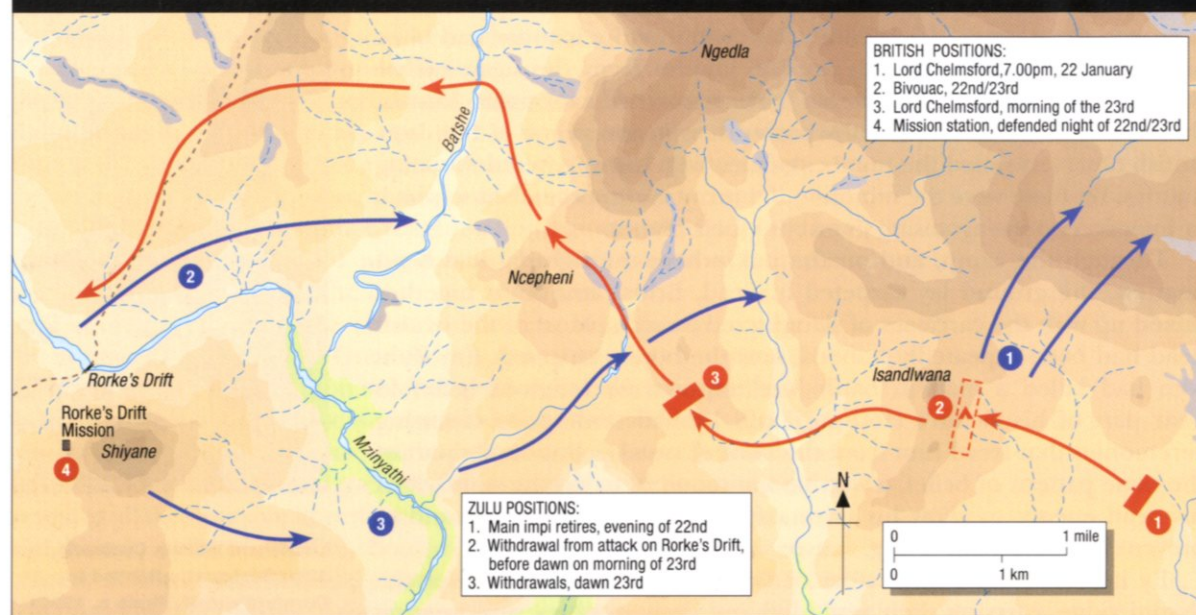 Ngedla
BRITISH POSITIONS:
1. Lord Chelmsford,7.00pm, 22 January
2. Bivouac, 22nd/23rd
3. Lord Chelmsford, morning of the 23rd
4. Mission station, defended night of 22nd/23rd
Batshe
2
Ncepheni
1
Isandlwana
Rorke's Drift
3
2
Rorke's Drift
Mission
Shiyane
4
Mzinyathi
N
1
3
ZULU POSITIONS:
1. Main impi retires, evening of 22nd
2. Withdrawal from attack on Rorke's Drift,
before dawn on morning of 23rd
3. Withdrawals, dawn 23rd
0
1 mile
0
1 km